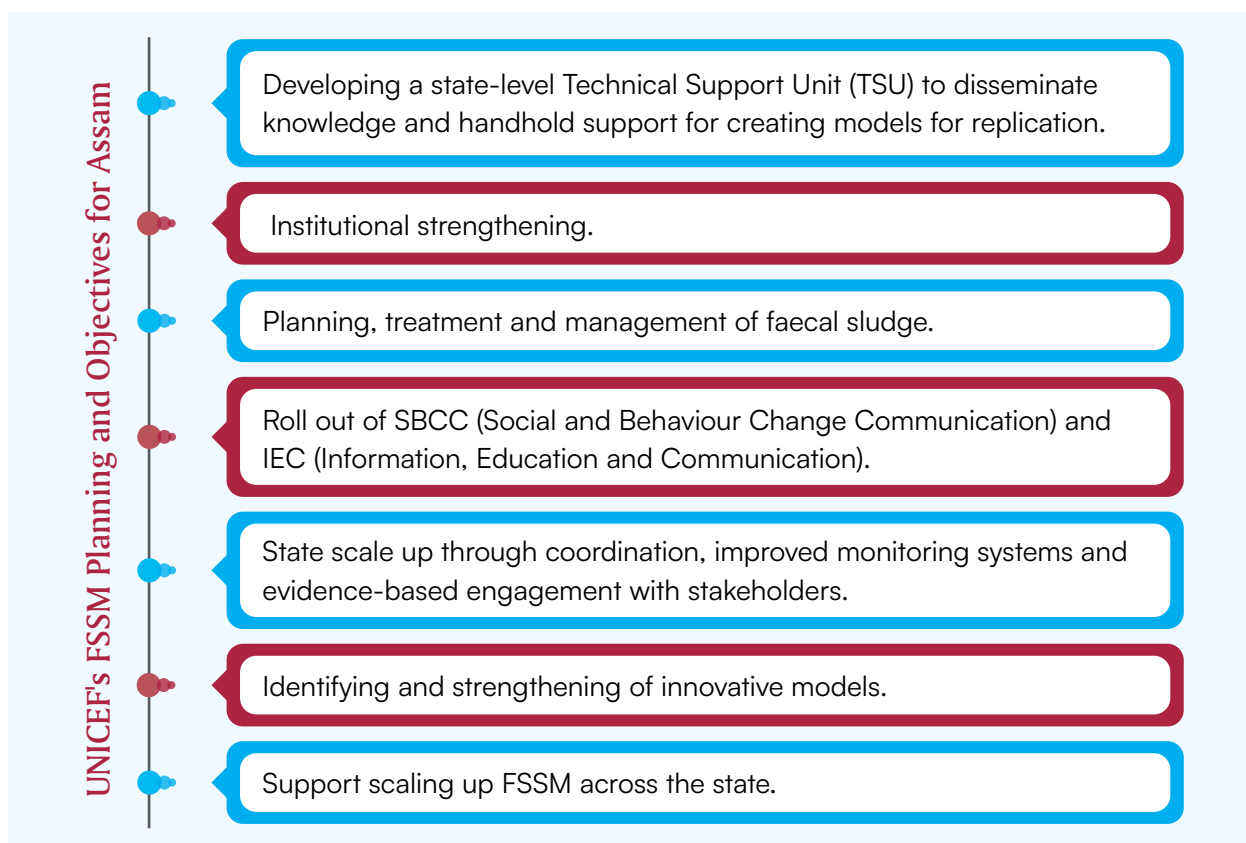 UNICEF's FSSM Planning and Objectives for Assam
Developing a state-level Technical Support Unit (TSU) to disseminate
knowledge and handhold support for creating models for replication.
Institutional strengthening.
Planning, treatment and management of faecal sludge.
Roll out of SBCC (Social and Behaviour Change Communication) and
IEC (Information, Education and Communication).
State scale up through coordination, improved monitoring systems and
evidence-based engagement with stakeholders.
Identifying and strengthening of innovative models.
Support scaling up FSSM across the state.